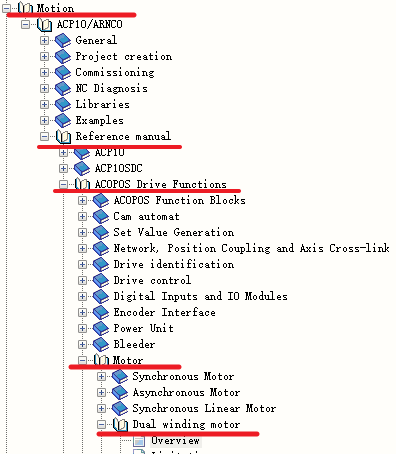 Motion
ACP10/ARNC0
General
Project creation
Commissioning
NC Diagnosis
Libraries
Examples
Reference manual
ACP10
ACP10SDC
ACOPOS Drive Functions
ACOPOS Function Blocks
Cam automat
Set Value Generation
Network, Position Coupling and Axis Cross-link
Drive identification
Drive control
Digital Inputs and IO Modules
Encoder Interface
Power Unit
Bleeder
Motor
Synchronous Motor
Asynchronous Motor
Synchronous Linear Motor
Dual winding motor
Overview